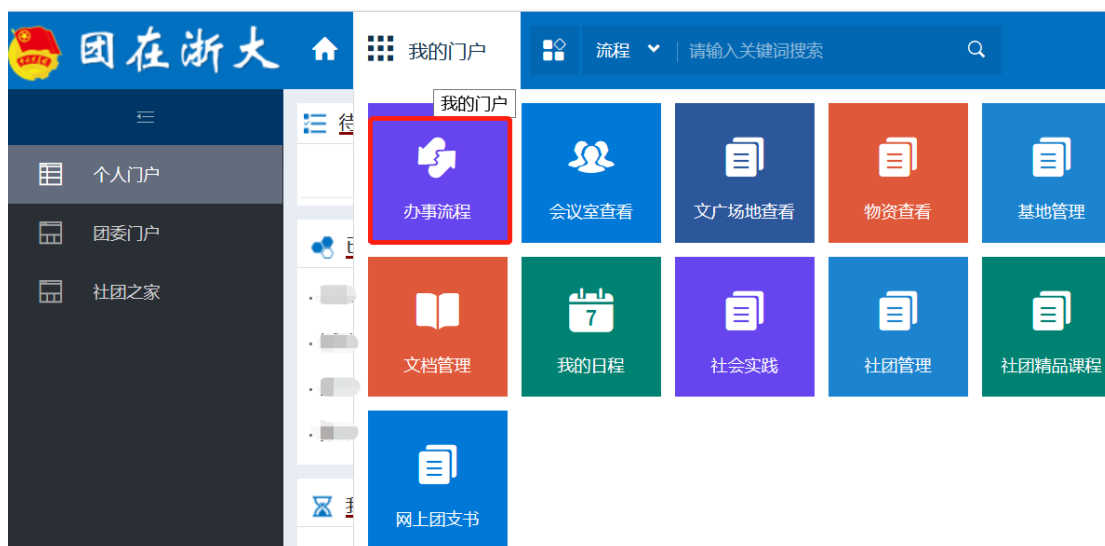 团在浙大
我的门户
流程
请输入关键词搜索
我的门户
待
个人门户
办事流程
会议室查看
文广场地查看
物资查看
基地管理
团委门户
社团之家
文档管理
7
我的日程
社会实践
社团管理
社团精品课程
网上团支书